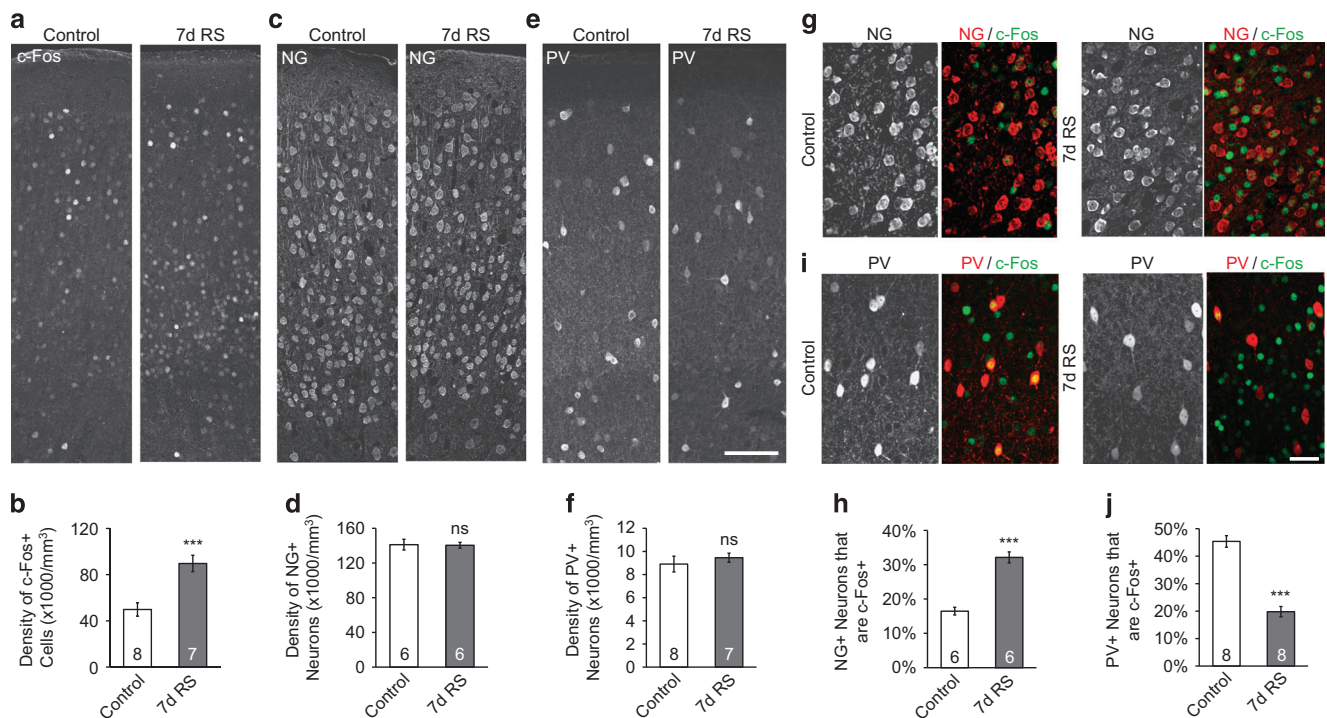 a
Control
7d RS
c-Fos
c
Control
7d RS
NG
NG
e
Control
7d RS
PV
PV
g
NG
NG / c-Fos
NG
NG / c-Fos
Control
7d RS
i
PV
PV / c-Fos
PV
PV / c-Fos
Control
7d RS
b
Density of c-Fos+
Cells (x1000/mm³)
120
80
40
0
***
8
7
Control
7d RS
d
Density of NG+
Neurons (x1000/mm³)
160
120
80
40
0
ns
6
6
Control
7d RS
f
Density of PV+
Neurons (x1000/mm³)
12
10
8
6
4
2
0
ns
8
7
Control
7d RS
h
NG+ Neurons that
are c-Fos+
50%
40%
30%
20%
10%
0%
***
6
6
Control
7d RS
j
PV+ Neurons that
are c-Fos+
50%
40%
30%
20%
10%
0%
***
8
8
Control
7d RS